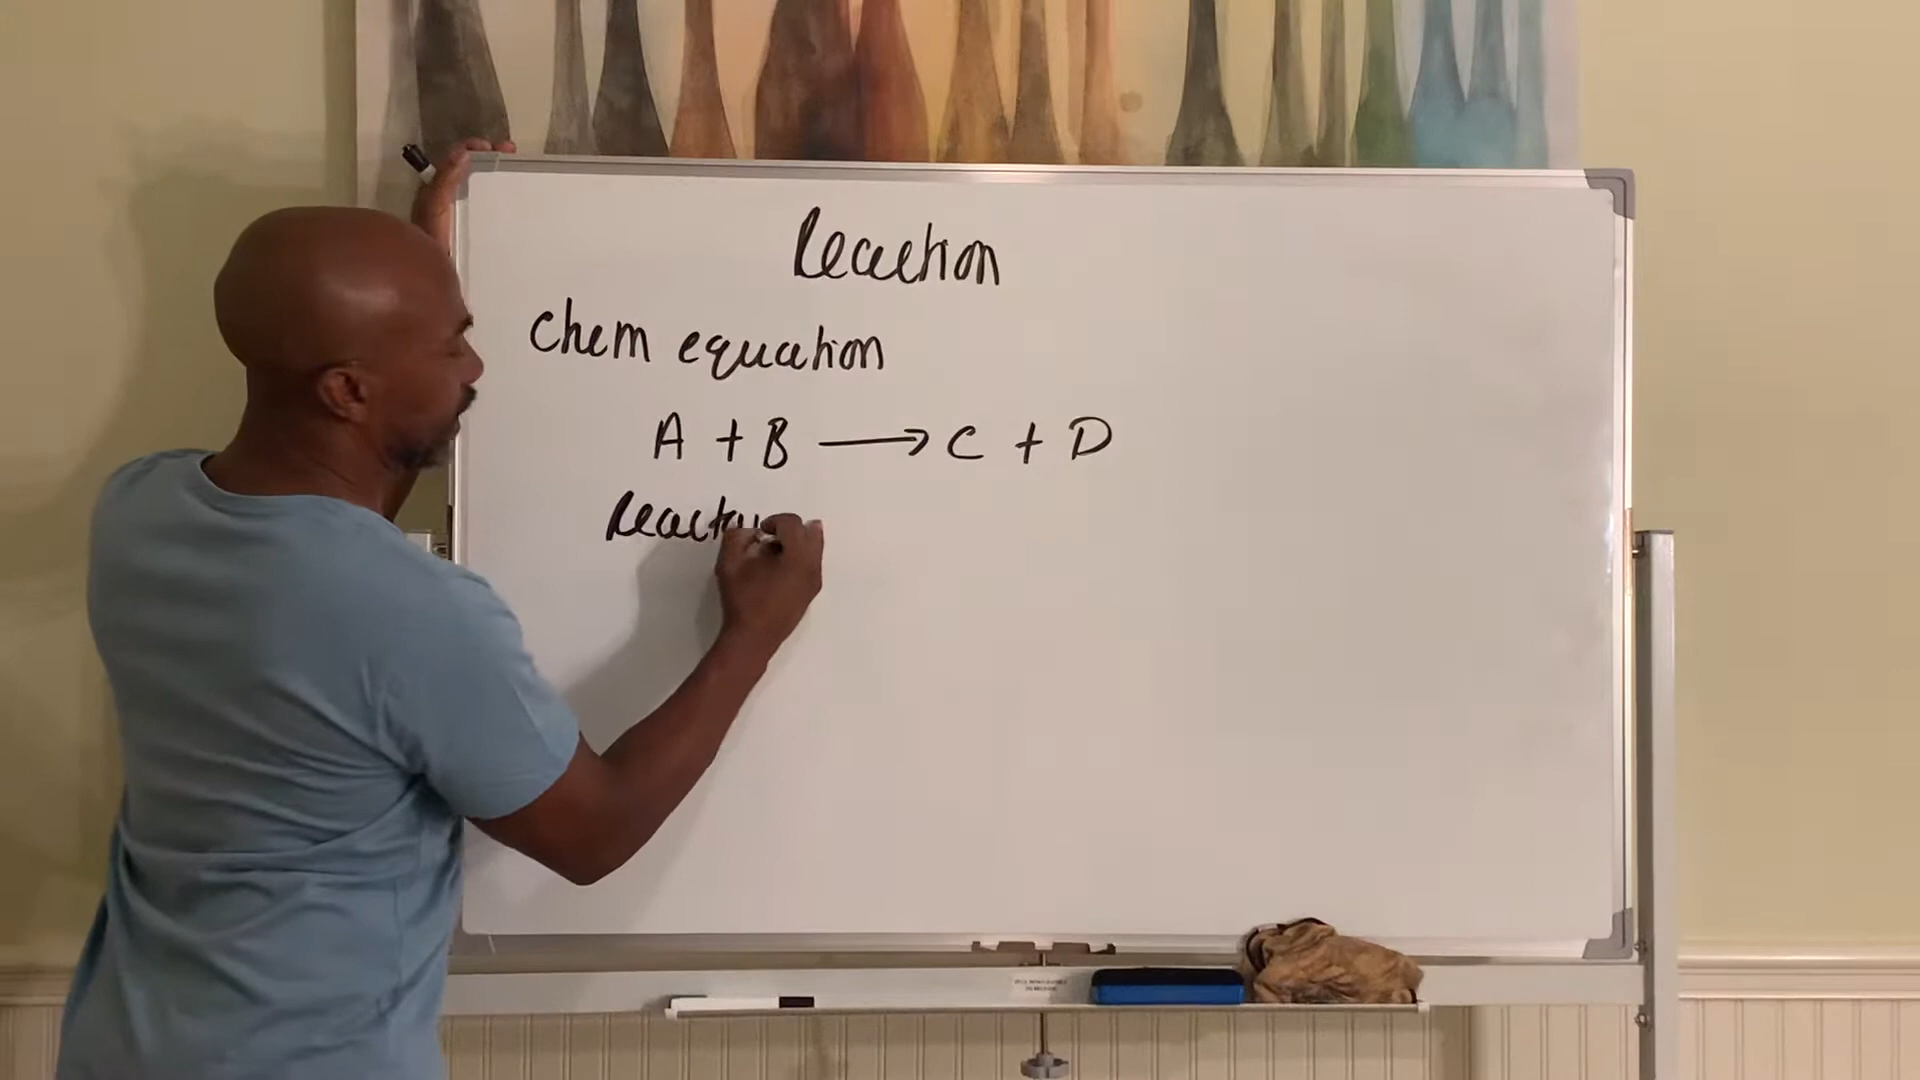 Reaction
Chem equation
A + B → C + D